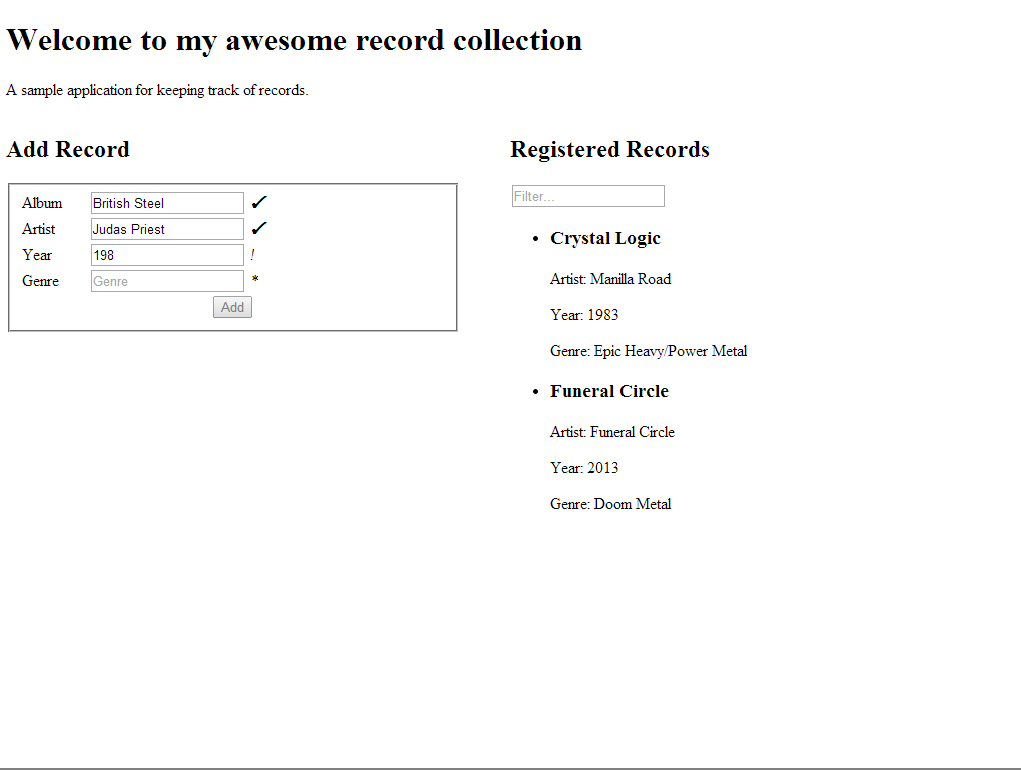 Welcome to my awesome record collection
A sample application for keeping track of records.
Add Record
Album British Steel ✓
Artist Judas Priest ✓
Year 198 !
Genre Genre *
Add
Registered Records
Filter...
• Crystal Logic
Artist: Manilla Road
Year: 1983
Genre: Epic Heavy/Power Metal
• Funeral Circle
Artist: Funeral Circle
Year: 2013
Genre: Doom Metal